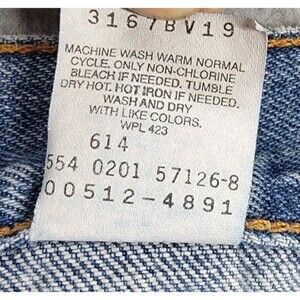 3167BV19
MACHINE WASH WARM NORMAL
CYCLE. ONLY NON-CHLORINE
BLEACH IF NEEDED. TUMBLE
DRY HOT. HOT IRON IF NEEDED.
WASH AND DRY
WITH LIKE COLORS.
WPL 423
614
554 0201 57126-8
00512-4891